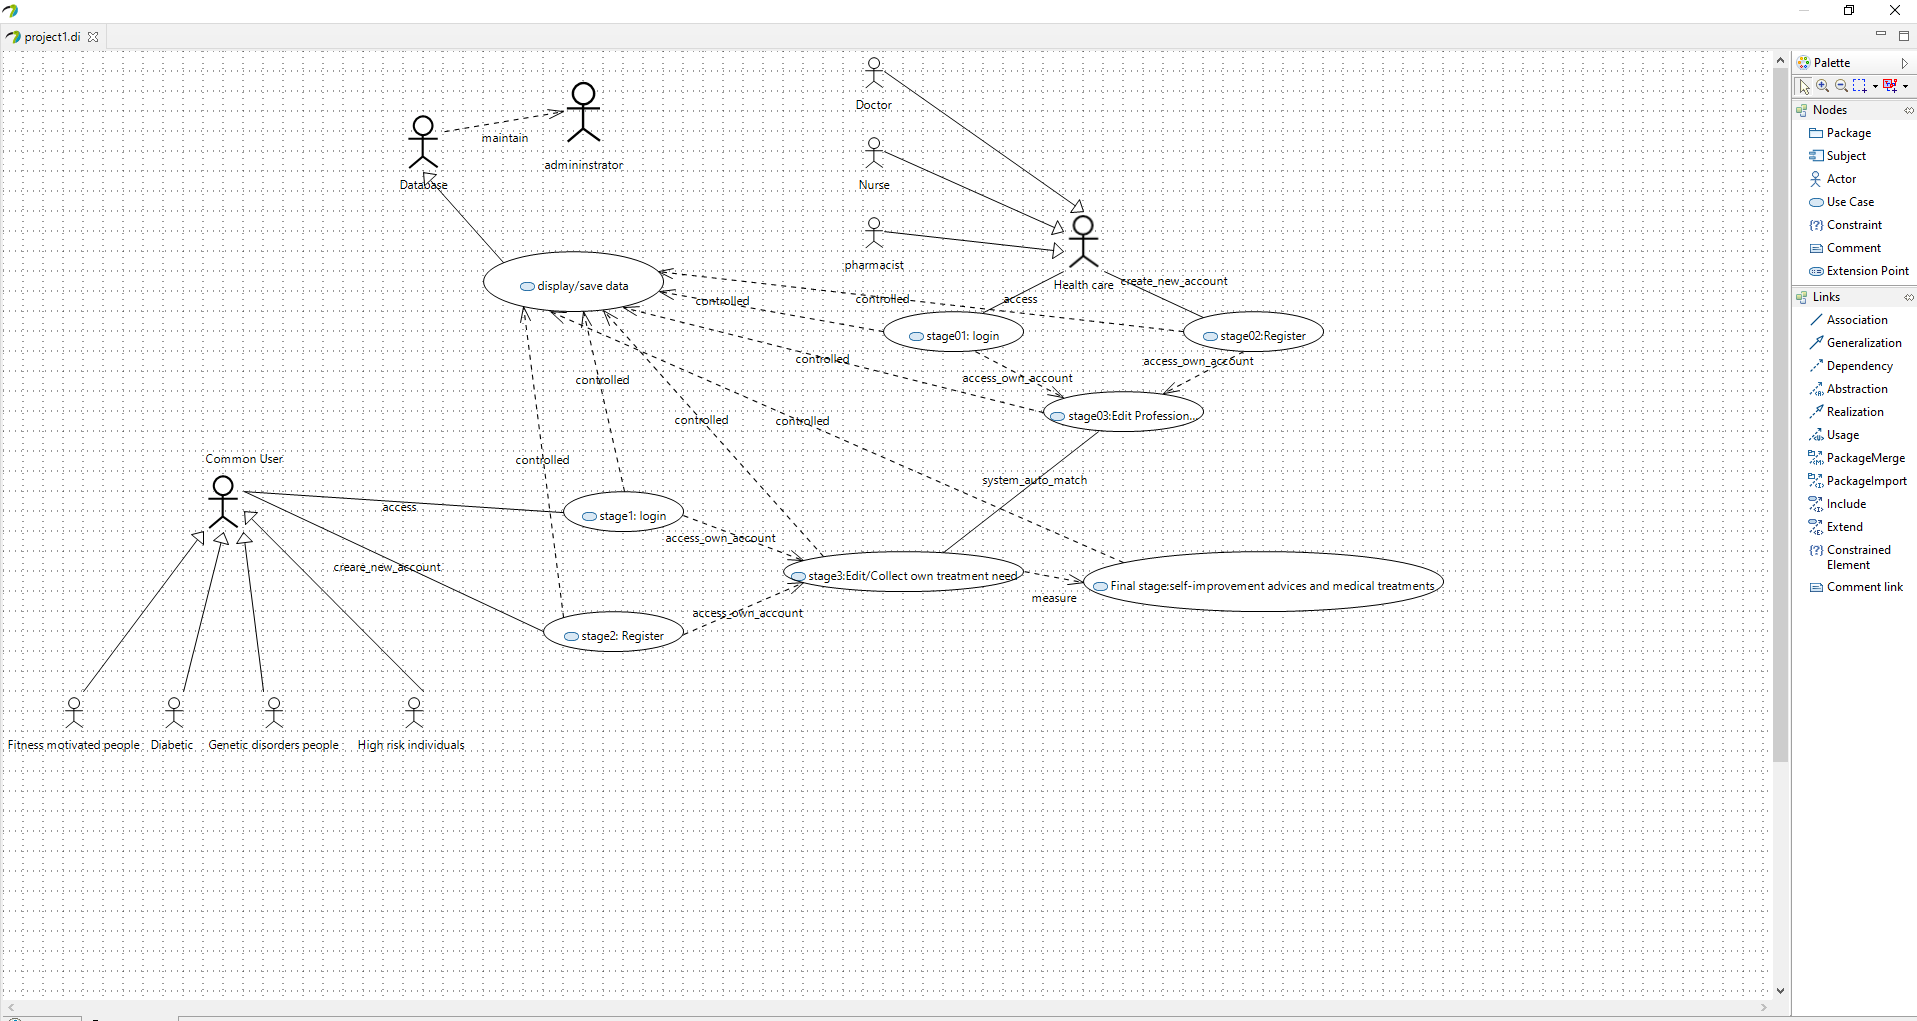 project1.di
Doctor
admininstrator
maintain
Database
Nurse
pharmacist
Health care
create_new_account
display/save data
controlled
controlled
access
stage01: login
stage02:Register
controlled
access_own_account
access_own_account
controlled
stage03:Edit Profession...
controlled
controlled
Common User
controlled
system_auto_match
access
stage1: login
access_own_account
creare_new_account
stage3:Edit/Collect own treatment need
Final stage:self-improvement advices and medical treatments
measure
access_own_account
stage2: Register
Fitness motivated people
Diabetic
Genetic disorders people
High risk individuals
Palette
Nodes
Package
Subject
Actor
Use Case
Constraint
Comment
Extension Point
Links
Association
Generalization
Dependency
Abstraction
Realization
Usage
PackageMerge
PackageImport
Include
Extend
Constrained
Element
Comment link